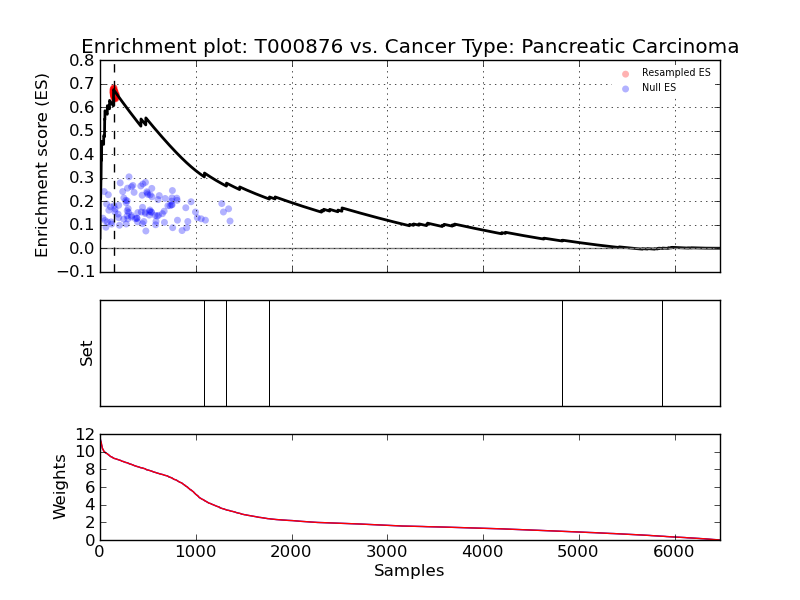 Enrichment plot: T000876 vs. Cancer Type: Pancreatic Carcinoma
0.8
0.7
0.6
0.5
0.4
0.3
0.2
0.1
0.0
−0.1
Enrichment score (ES)
Resampled ES
Null ES
Set
12
10
8
6
4
2
0
Weights
0 1000 2000 3000 4000 5000 6000
Samples